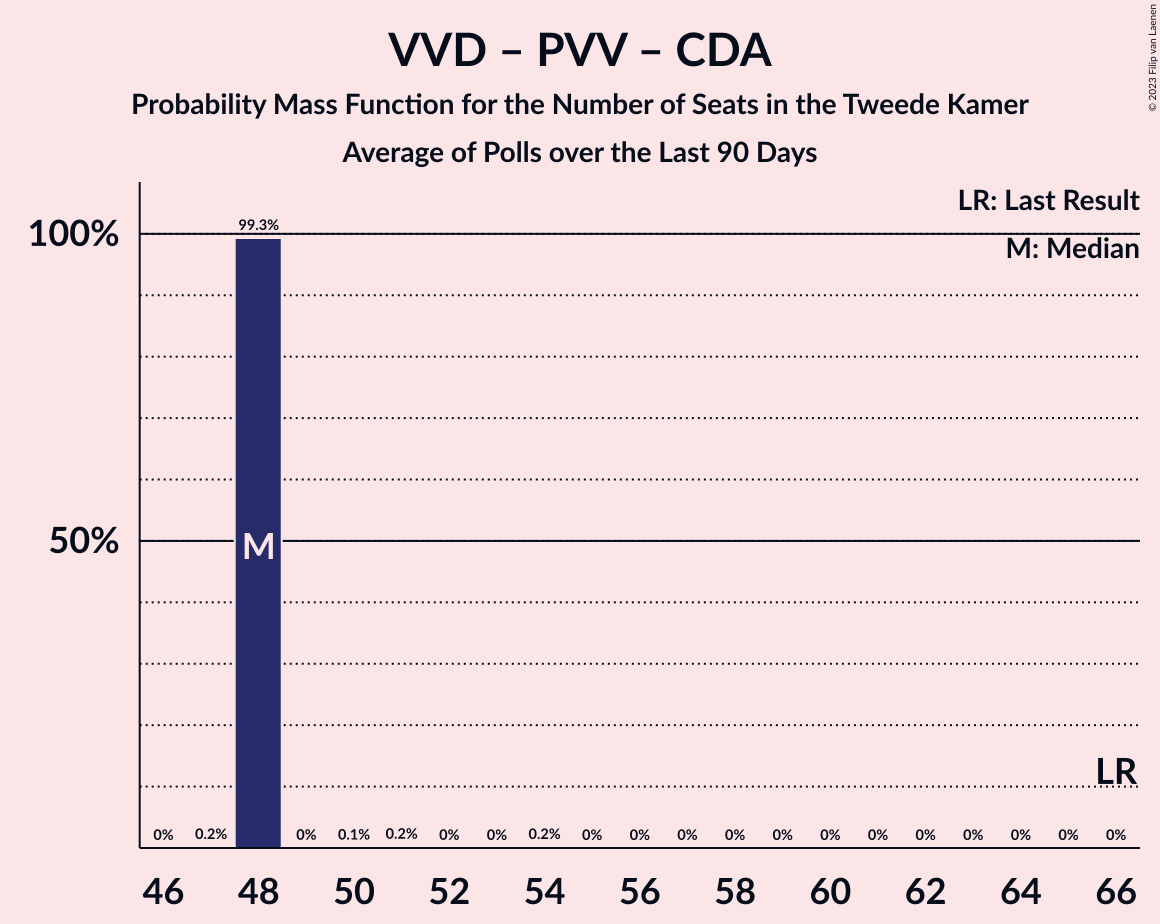 VVD – PVV – CDA
Probability Mass Function for the Number of Seats in the Tweede Kamer
Average of Polls over the Last 90 Days
© 2023 Filip van Laenen
LR: Last Result
M: Median
100%
50%
99.3%
M
LR
0% 0.2% 0% 0.1% 0.2% 0% 0% 0.2% 0% 0% 0% 0% 0% 0% 0% 0% 0% 0% 0% 0%
46 48 50 52 54 56 58 60 62 64 66